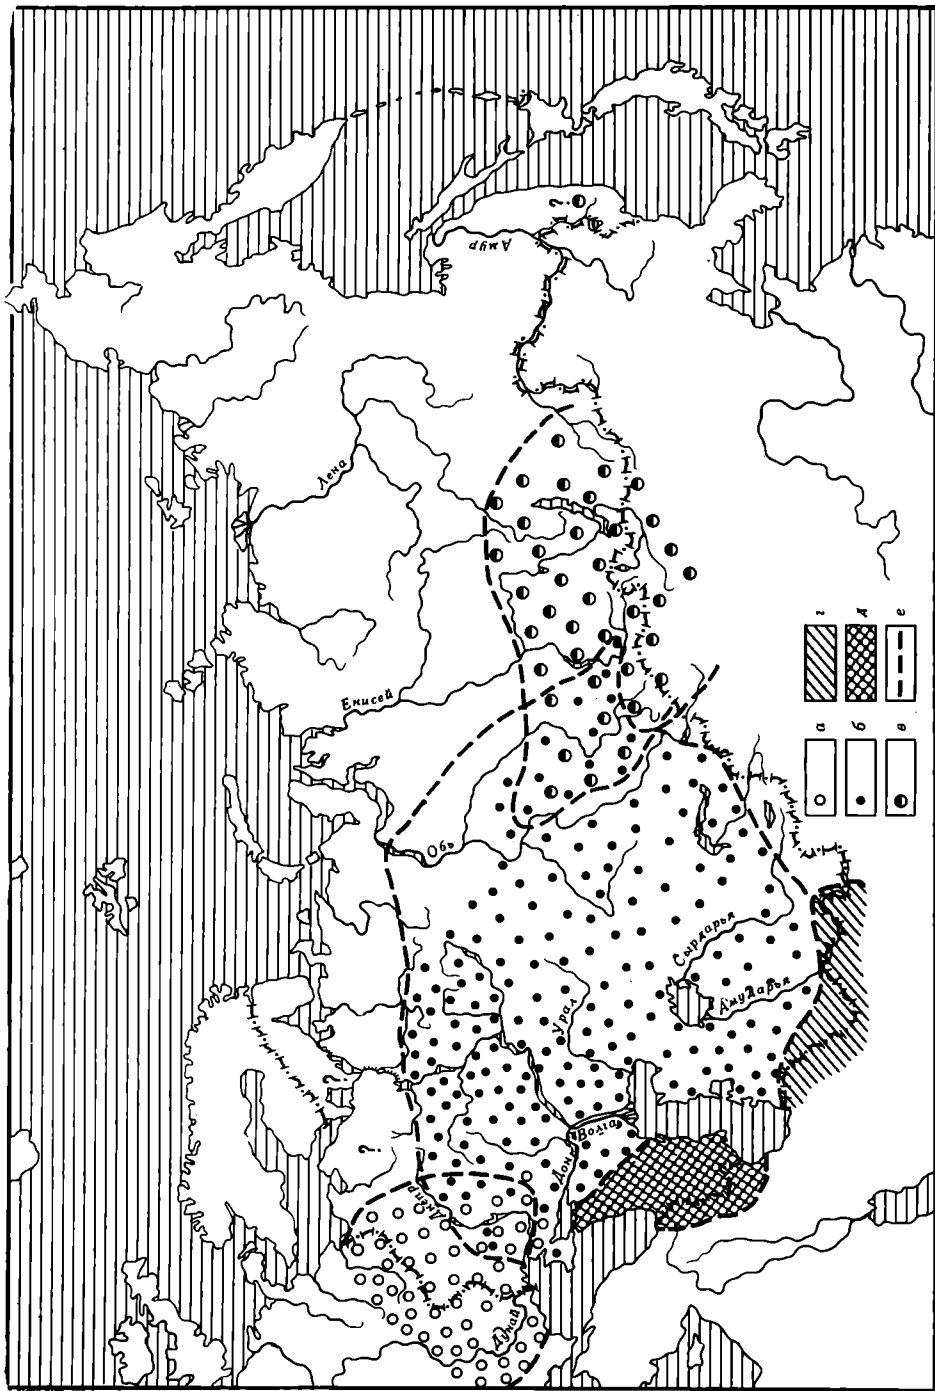 Лена
Енисей
Обь
Амур
?
Урал
Сырдарья
Амударья
Волга
Дон
Днепр
Дунай
?
?
а
б
в
г
д
е